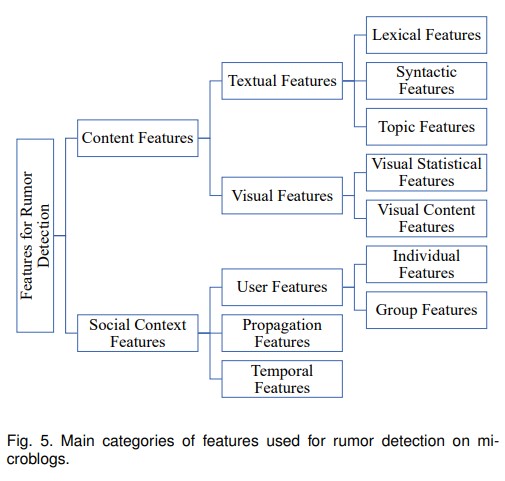 Features for Rumor
Detection
Content Features
Textual Features
Lexical Features
Syntactic
Features
Topic Features
Visual Features
Visual Statistical
Features
Visual Content
Features
Social Context
Features
User Features
Individual
Features
Group Features
Propagation
Features
Temporal
Features
Fig. 5. Main categories of features used for rumor detection on mi-
croblogs.